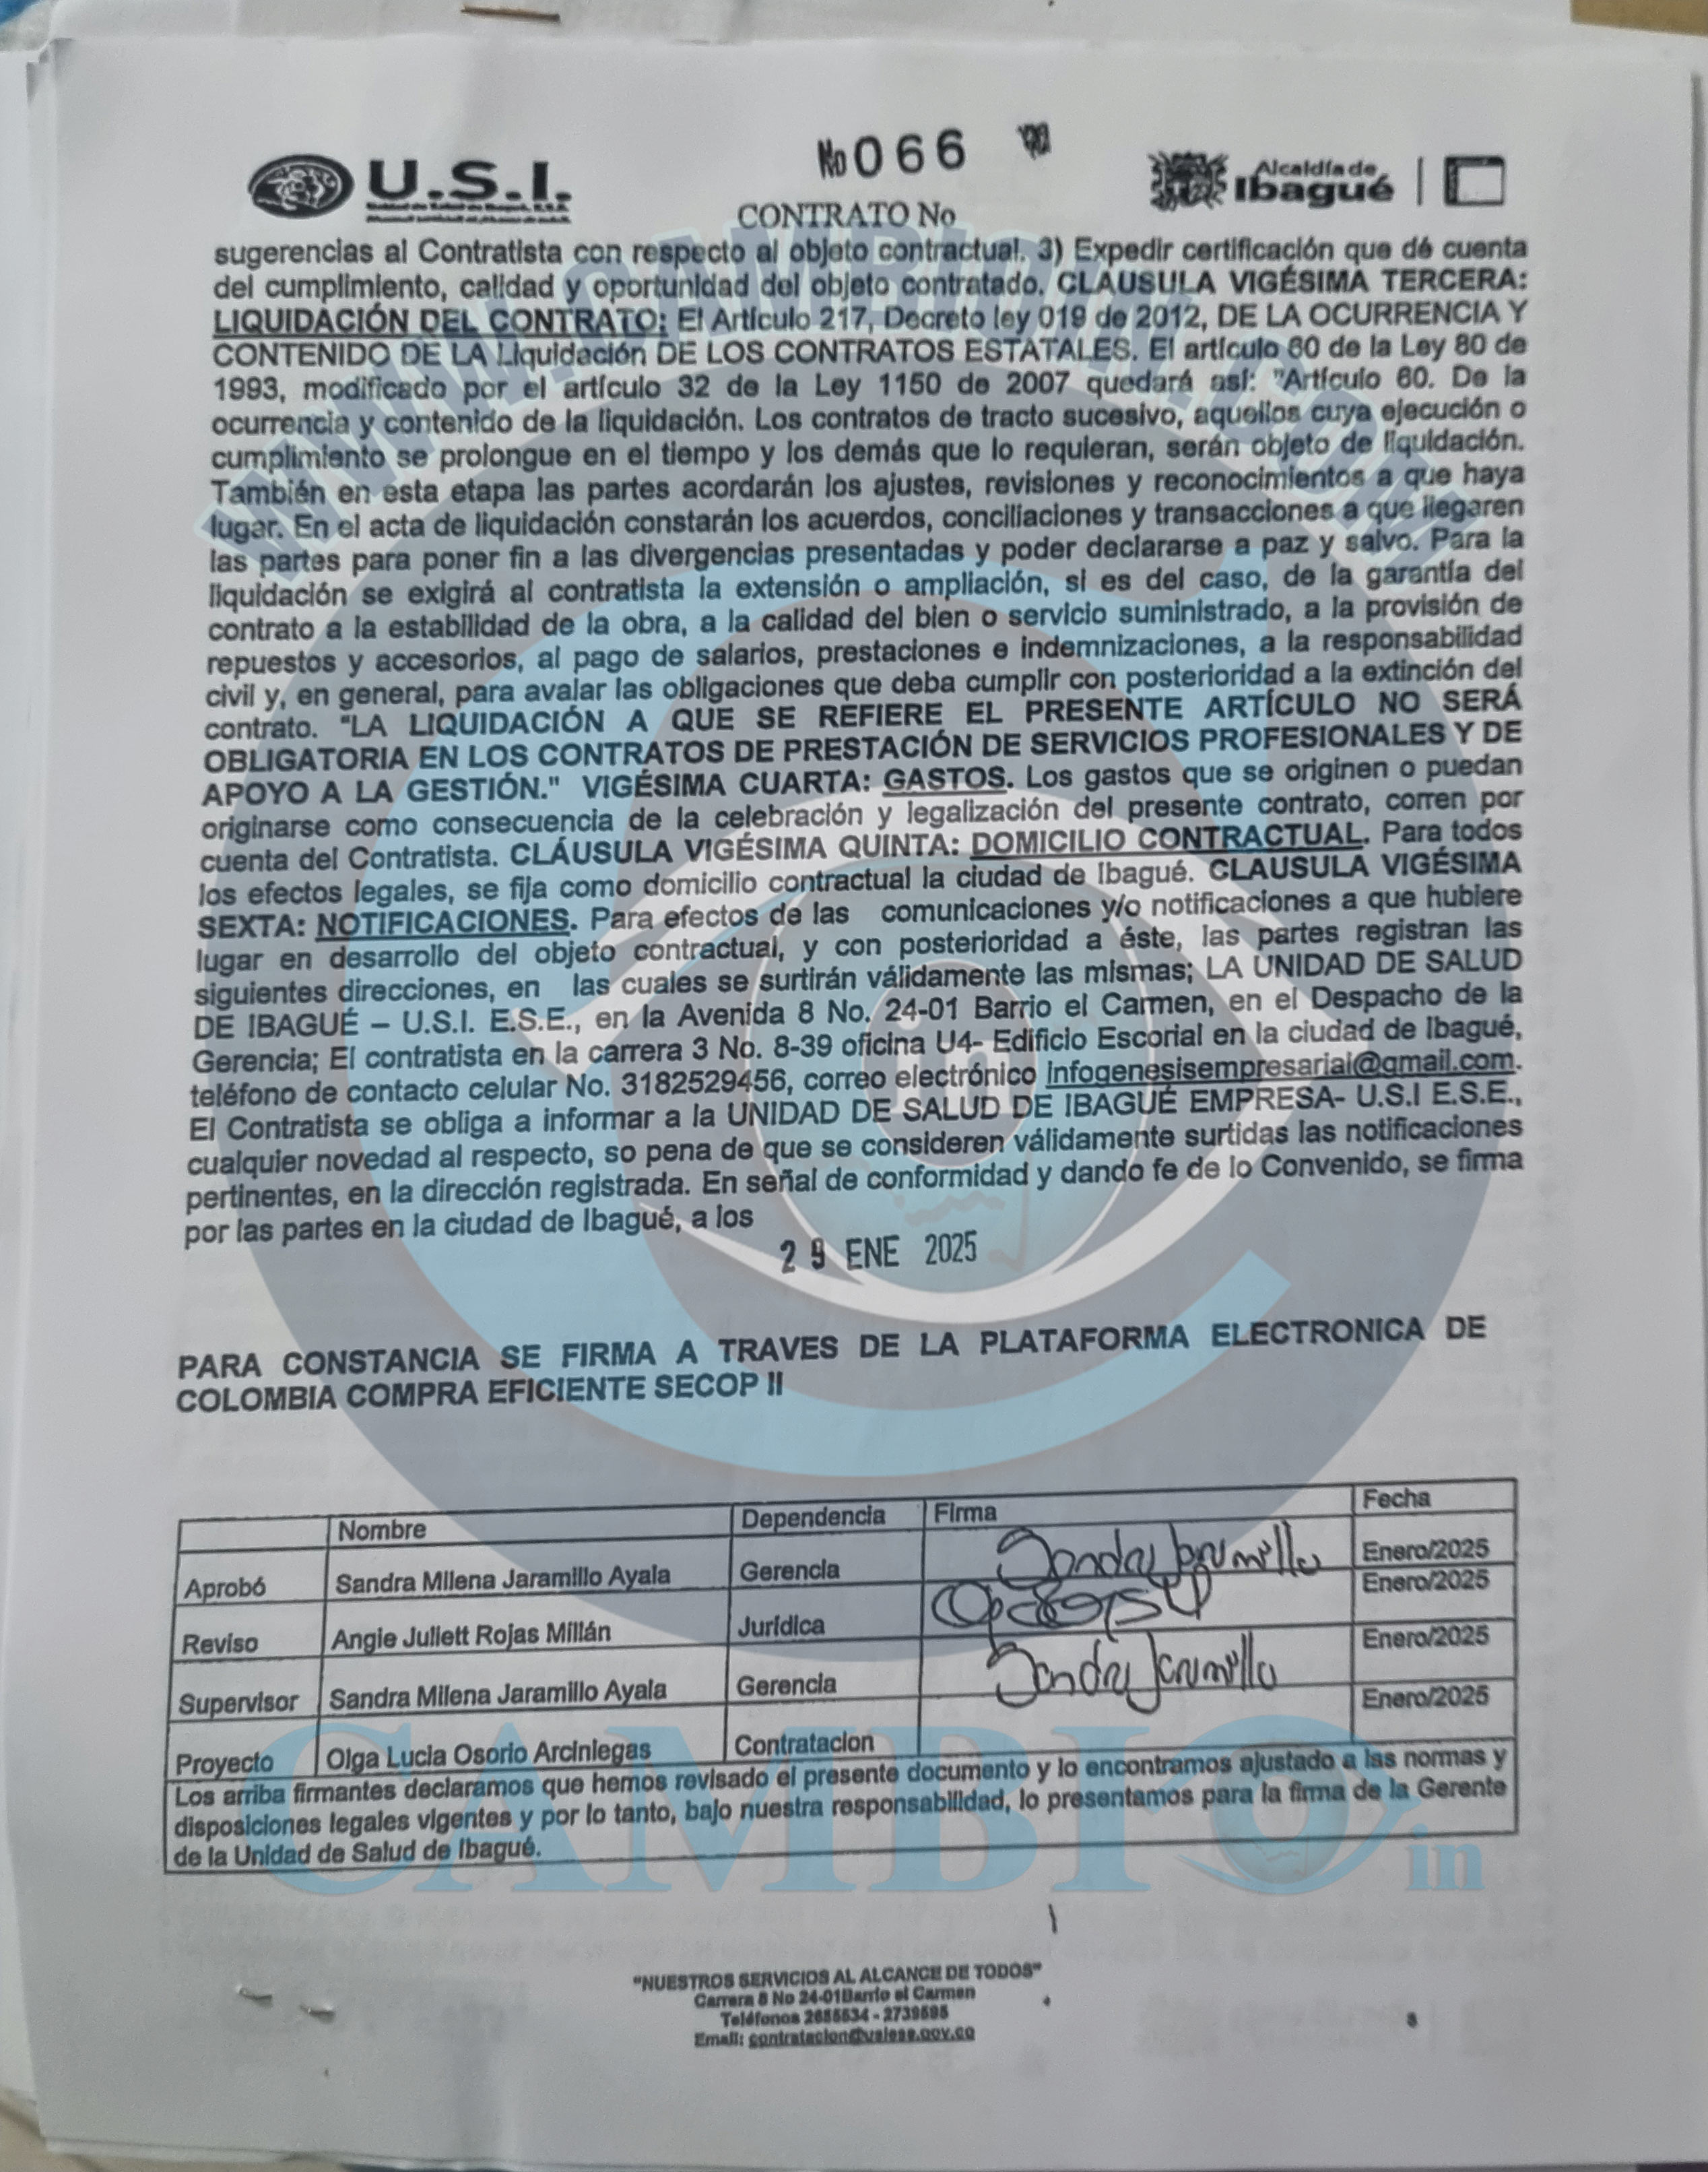 No 066
U.S.I.
Alcaldía de
Ibagué
CONTRATO No
sugerencias al Contratista con respecto al objeto contractual. 3) Expedir certificación que dé cuenta
del cumplimiento, calidad y oportunidad del objeto contratado. CLÁUSULA VIGÉSIMA TERCERA:
LIQUIDACIÓN DEL CONTRATO: El Artículo 217, Decreto ley 019 de 2012, DE LA OCURRENCIA Y
CONTENIDO DE LA Liquidación DE LOS CONTRATOS ESTATALES. El artículo 60 de la Ley 80 de
1993, modificado por el artículo 32 de la Ley 1150 de 2007 quedará así: "Artículo 60. De la
ocurrencia y contenido de la liquidación. Los contratos de tracto sucesivo, aquellos cuya ejecución o
cumplimiento se prolongue en el tiempo y los demás que lo requieran, serán objeto de liquidación.
También en esta etapa las partes acordarán los ajustes, revisiones y reconocimientos a que haya
lugar. En el acta de liquidación constarán los acuerdos, conciliaciones y transacciones a que llegaren
las partes para poner fin a las divergencias presentadas y poder declararse a paz y salvo. Para la
liquidación se exigirá al contratista la extensión o ampliación, si es del caso, de la garantía del
contrato a la estabilidad de la obra, a la calidad del bien o servicio suministrado, a la provisión de
repuestos y accesorios, al pago de salarios, prestaciones e indemnizaciones, a la responsabilidad
civil y, en general, para avalar las obligaciones que deba cumplir con posterioridad a la extinción del
contrato. "LA LIQUIDACIÓN A QUE SE REFIERE EL PRESENTE ARTÍCULO NO SERÁ
OBLIGATORIA EN LOS CONTRATOS DE PRESTACIÓN DE SERVICIOS PROFESIONALES Y DE
APOYO A LA GESTIÓN." VIGÉSIMA CUARTA: GASTOS. Los gastos que se originen o puedan
originarse como consecuencia de la celebración y legalización del presente contrato, corren por
cuenta del Contratista. CLÁUSULA VIGÉSIMA QUINTA: DOMICILIO CONTRACTUAL. Para todos
los efectos legales, se fija como domicilio contractual la ciudad de Ibagué. CLAUSULA VIGÉSIMA
SEXTA: NOTIFICACIONES. Para efectos de las comunicaciones y/o notificaciones a que hubiere
lugar en desarrollo del objeto contractual, y con posterioridad a éste, las partes registran las
siguientes direcciones, en las cuales se surtirán válidamente las mismas; LA UNIDAD DE SALUD
DE IBAGUÉ – U.S.I. E.S.E., en la Avenida 8 No. 24-01 Barrio el Carmen, en el Despacho de la
Gerencia; El contratista en la carrera 3 No. 8-39 oficina U4- Edificio Escorial en la ciudad de Ibagué,
teléfono de contacto celular No. 3182529456, correo electrónico infogenesisempresarial@gmail.com.
El Contratista se obliga a informar a la UNIDAD DE SALUD DE IBAGUÉ EMPRESA- U.S.I E.S.E.,
cualquier novedad al respecto, so pena de que se consideren válidamente surtidas las notificaciones
pertinentes, en la dirección registrada. En señal de conformidad y dando fe de lo Convenido, se firma
por las partes en la ciudad de Ibagué, a los
29 ENE 2025
PARA CONSTANCIA SE FIRMA A TRAVES DE LA PLATAFORMA ELECTRONICA DE
COLOMBIA COMPRA EFICIENTE SECOP II
Nombre Dependencia Firma Fecha
Aprobó Sandra Milena Jaramillo Ayala Gerencia Sandra Jaramillo Enero/2025
Reviso Angie Juliett Rojas Millán Jurídica Enero/2025
Supervisor Sandra Milena Jaramillo Ayala Gerencia Sandra Jaramillo Enero/2025
Proyecto Olga Lucia Osorio Arciniegas Contratacion Enero/2025
Los arriba firmantes declaramos que hemos revisado el presente documento y lo encontramos ajustado a las normas y
disposiciones legales vigentes y por lo tanto, bajo nuestra responsabilidad, lo presentamos para la firma de la Gerente
de la Unidad de Salud de Ibagué.
"NUESTROS SERVICIOS AL ALCANCE DE TODOS"
Carrera 8 No 24-01Barrio el Carmen
Teléfonos 2655534 - 2739595
Email: contratacion@usiese.gov.co
WWW.CAMBIOIN.COM
in
CAMBIO
in